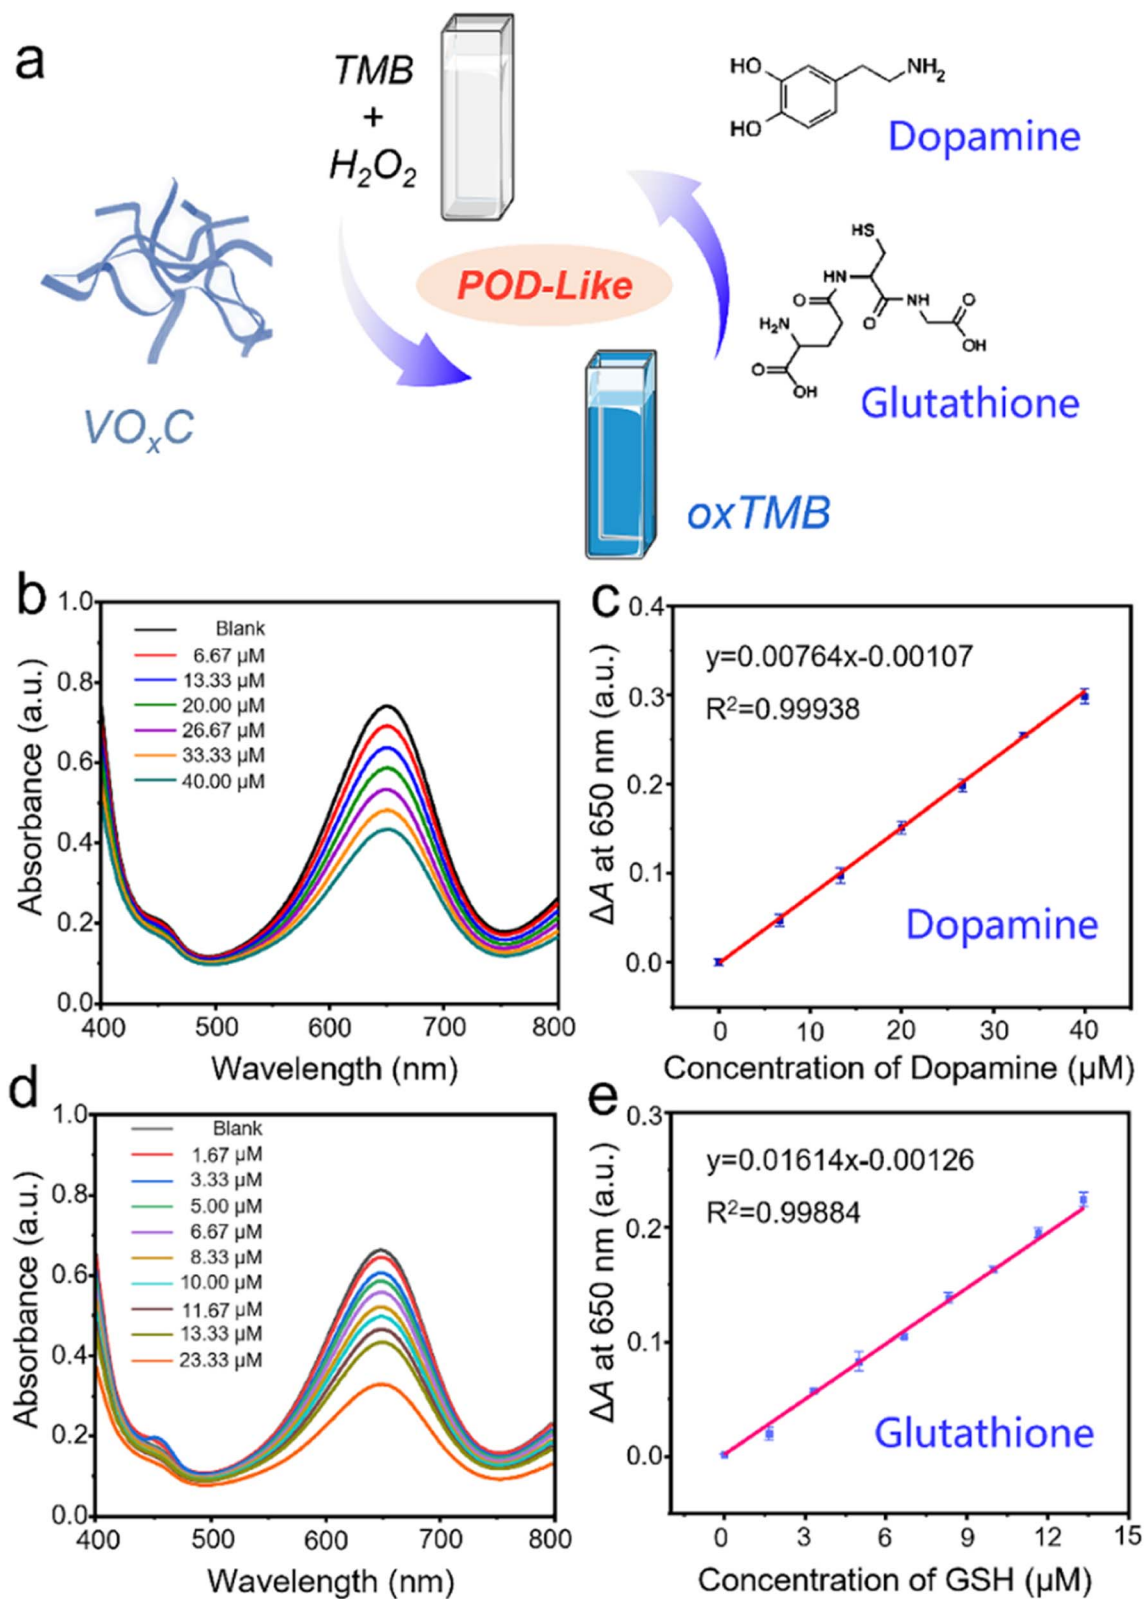 a
TMB
+
H₂O₂
VOₓC
POD-Like
oxTMB
HO
HO
NH₂
Dopamine
HS
HN
O
O
NH
O
OH
H₂N
O
OH
Glutathione
b
1.0
0.8
0.6
0.4
0.2
0.0
Absorbance (a.u.)
Blank
6.67 µM
13.33 µM
20.00 µM
26.67 µM
33.33 µM
40.00 µM
400 500 600 700 800
Wavelength (nm)
c
0.4
0.3
0.2
0.1
0.0
ΔA at 650 nm (a.u.)
y=0.00764x-0.00107
R²=0.99938
Dopamine
0 10 20 30 40
Concentration of Dopamine (µM)
d
1.0
0.8
0.6
0.4
0.2
0.0
Absorbance (a.u.)
Blank
1.67 µM
3.33 µM
5.00 µM
6.67 µM
8.33 µM
10.00 µM
11.67 µM
13.33 µM
23.33 µM
400 500 600 700 800
Wavelength (nm)
e
0.3
0.2
0.1
0.0
ΔA at 650 nm (a.u.)
y=0.01614x-0.00126
R²=0.99884
Glutathione
0 3 6 9 12 15
Concentration of GSH (µM)